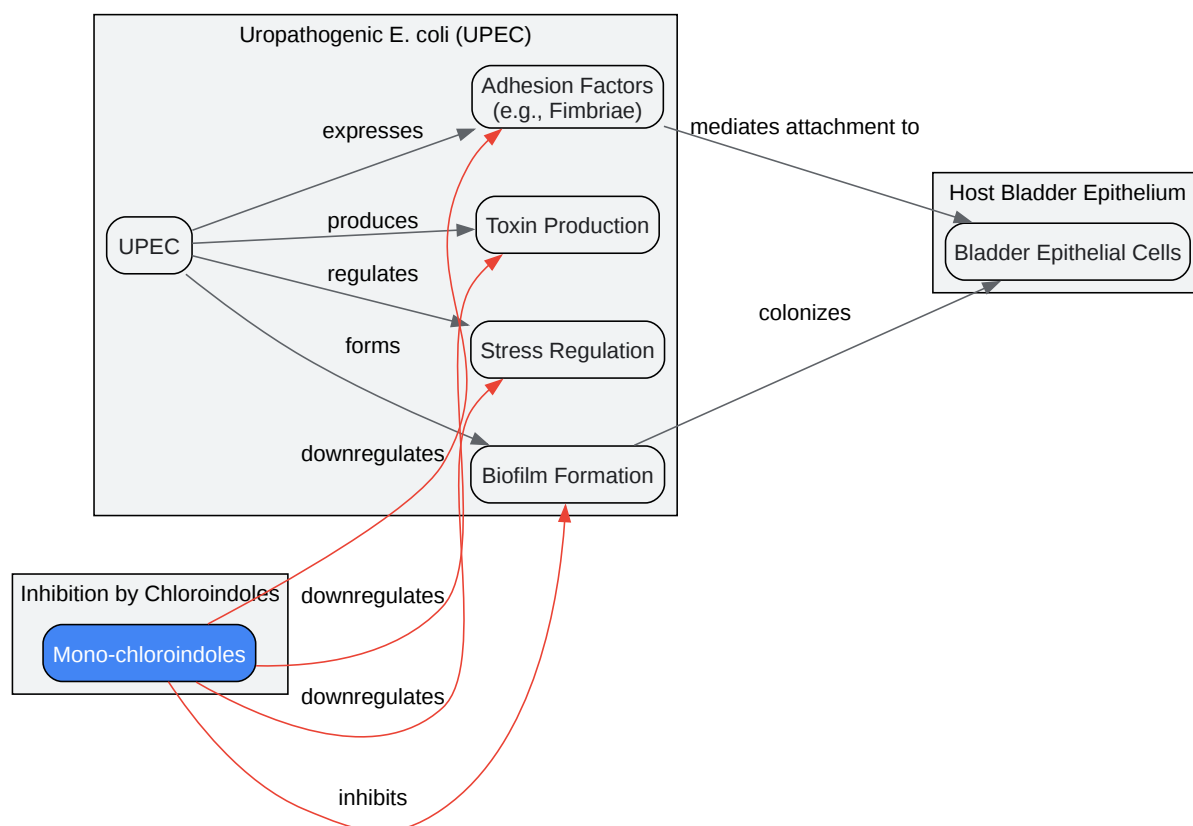 Uropathogenic E. coli (UPEC)
Adhesion Factors
(e.g., Fimbriae)
expresses
mediates attachment to
Host Bladder Epithelium
UPEC
produces
Toxin Production
Bladder Epithelial Cells
regulates
colonizes
forms
Stress Regulation
downregulates
Biofilm Formation
Inhibition by Chloroindoles
downregulates
Mono-chloroindoles
downregulates
inhibits